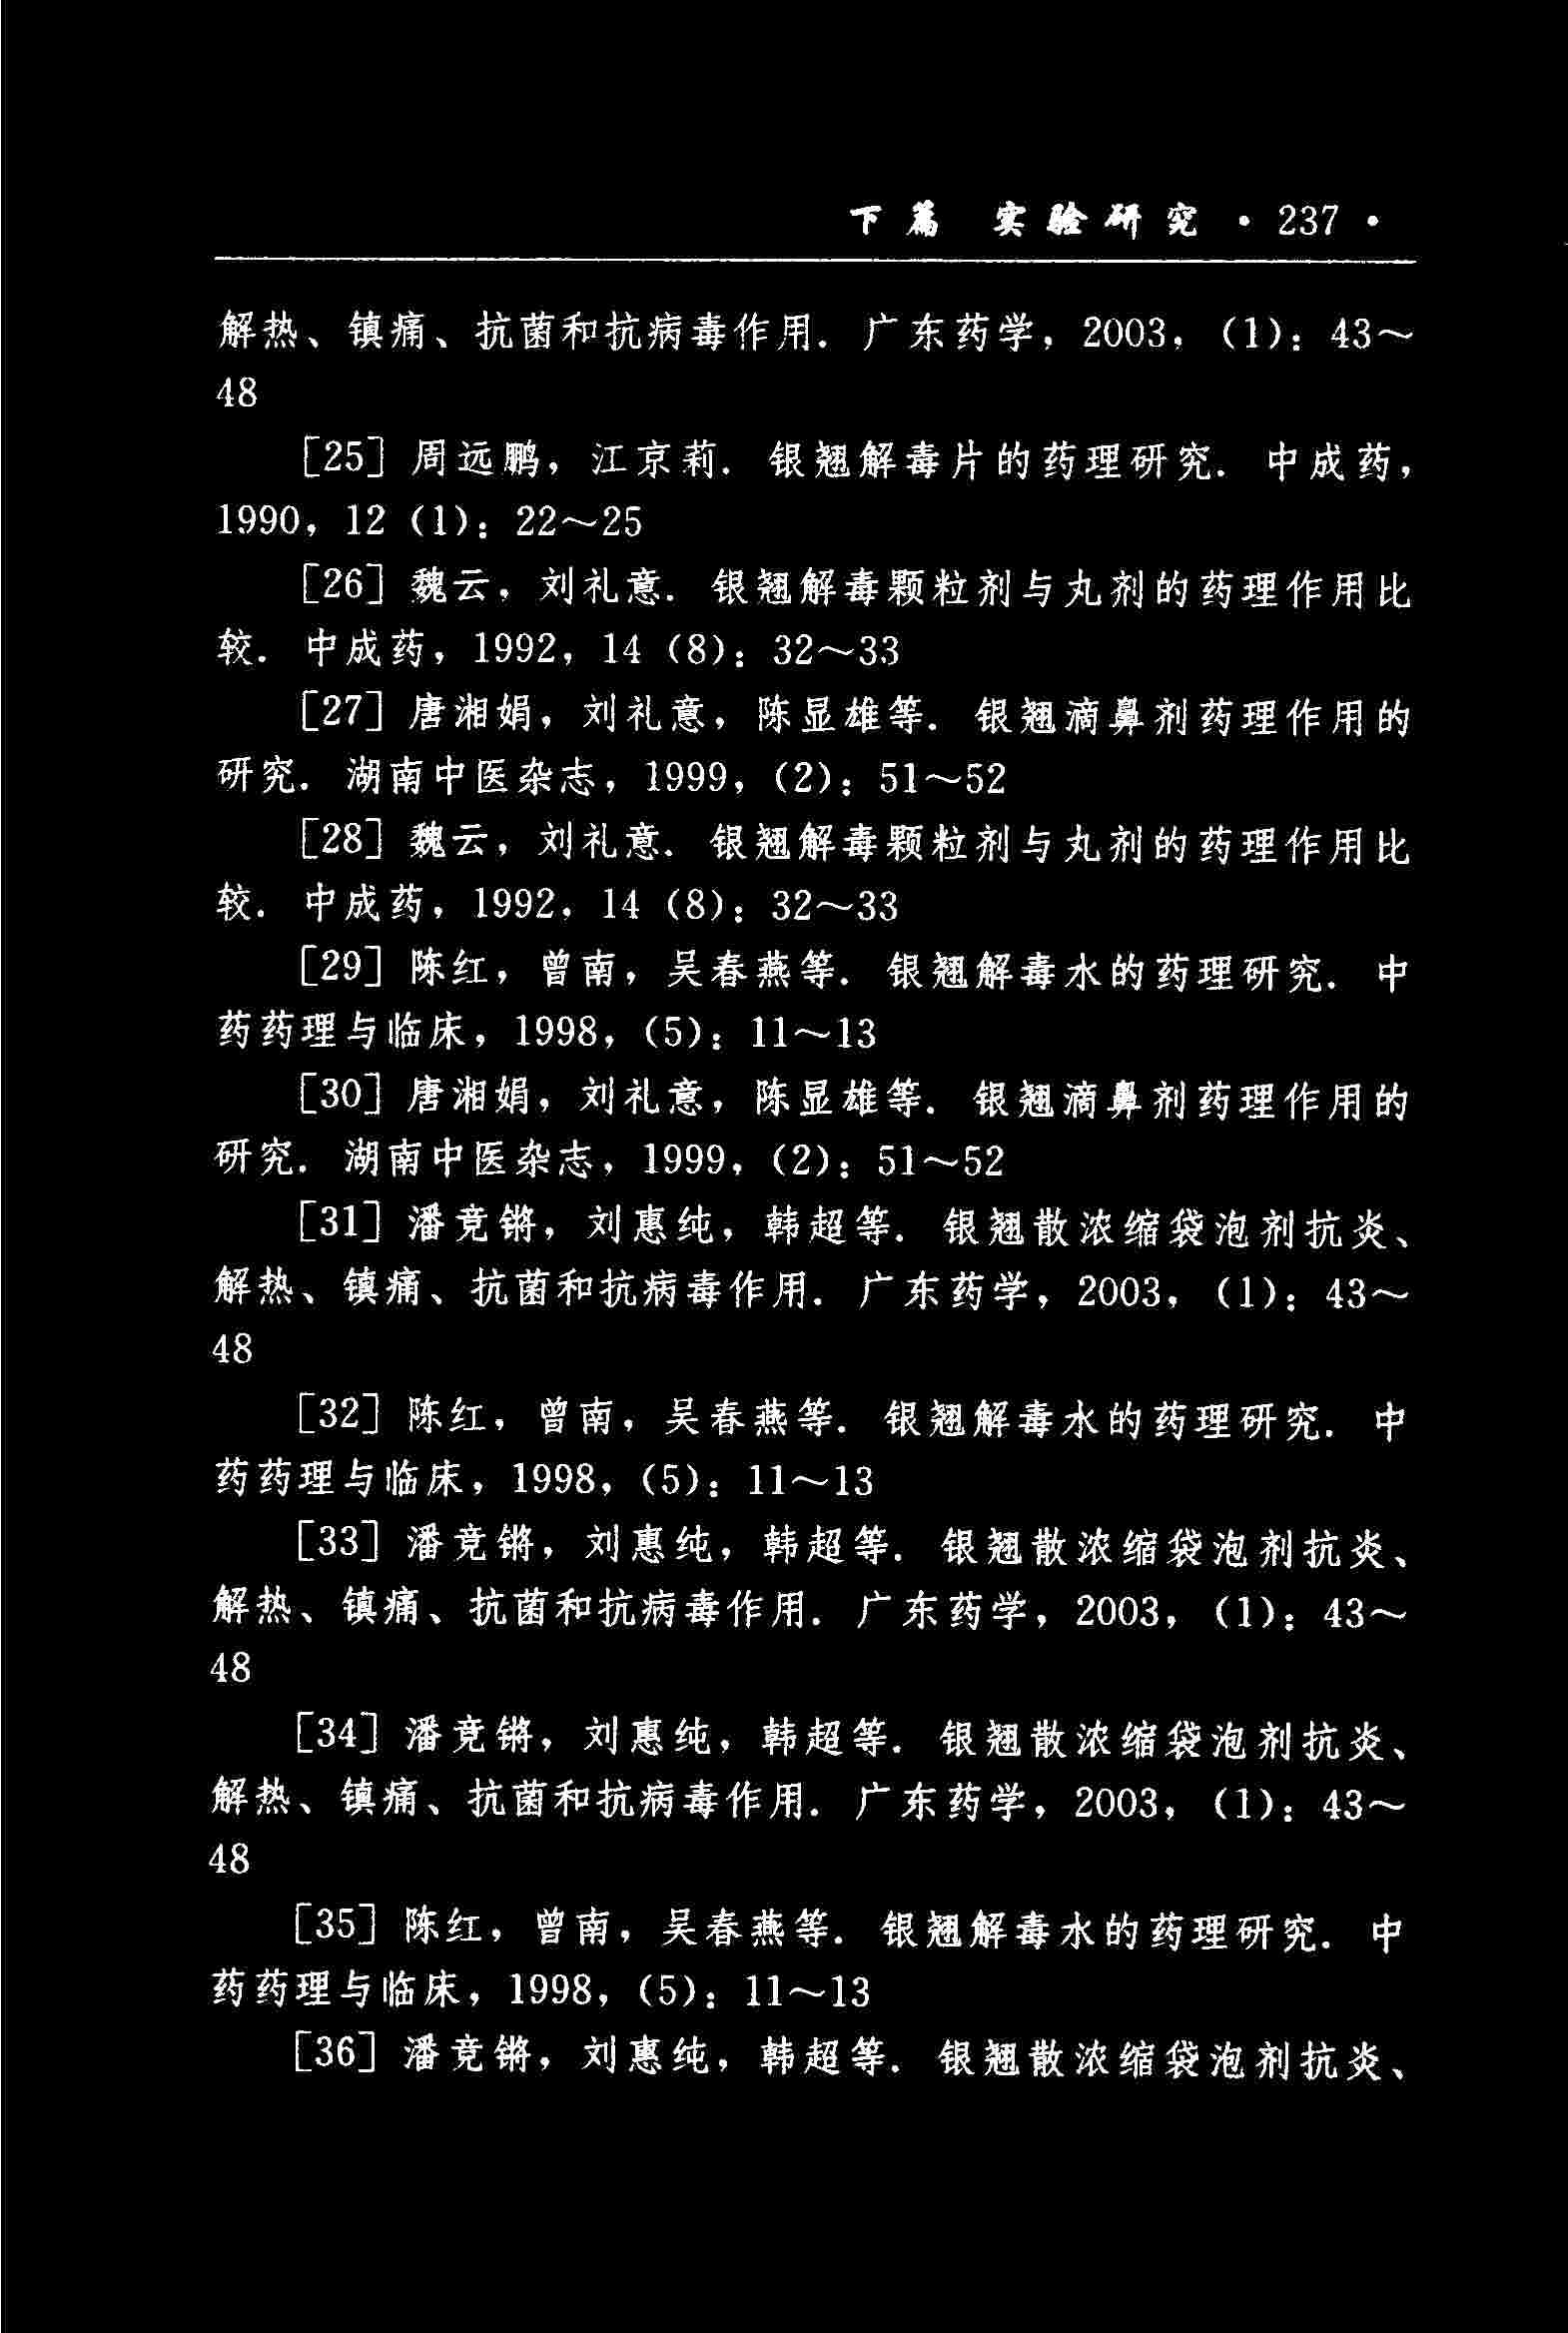 下篇 实验研究 · 237 ·
解热、镇痛、抗菌和抗病毒作用. 广东药学, 2003, (1): 43～
48
[25] 周远鹏, 江京莉. 银翘解毒片的药理研究. 中成药,
1990, 12 (1): 22～25
[26] 魏云, 刘礼意. 银翘解毒颗粒剂与丸剂的药理作用比
较. 中成药, 1992, 14 (8): 32～33
[27] 唐湘娟, 刘礼意, 陈显雄等. 银翘滴鼻剂药理作用的
研究. 湖南中医杂志, 1999, (2): 51～52
[28] 魏云, 刘礼意. 银翘解毒颗粒剂与丸剂的药理作用比
较. 中成药, 1992, 14 (8): 32～33
[29] 陈红, 曾南, 吴春燕等. 银翘解毒水的药理研究. 中
药药理与临床, 1998, (5): 11～13
[30] 唐湘娟, 刘礼意, 陈显雄等. 银翘滴鼻剂药理作用的
研究. 湖南中医杂志, 1999, (2): 51～52
[31] 潘竞锵, 刘惠纯, 韩超等. 银翘散浓缩袋泡剂抗炎、
解热、镇痛、抗菌和抗病毒作用. 广东药学, 2003, (1): 43～
48
[32] 陈红, 曾南, 吴春燕等. 银翘解毒水的药理研究. 中
药药理与临床, 1998, (5): 11～13
[33] 潘竞锵, 刘惠纯, 韩超等. 银翘散浓缩袋泡剂抗炎、
解热、镇痛、抗菌和抗病毒作用. 广东药学, 2003, (1): 43～
48
[34] 潘竞锵, 刘惠纯, 韩超等. 银翘散浓缩袋泡剂抗炎、
解热、镇痛、抗菌和抗病毒作用. 广东药学, 2003, (1): 43～
48
[35] 陈红, 曾南, 吴春燕等. 银翘解毒水的药理研究. 中
药药理与临床, 1998, (5): 11～13
[36] 潘竞锵, 刘惠纯, 韩超等. 银翘散浓缩袋泡剂抗炎、